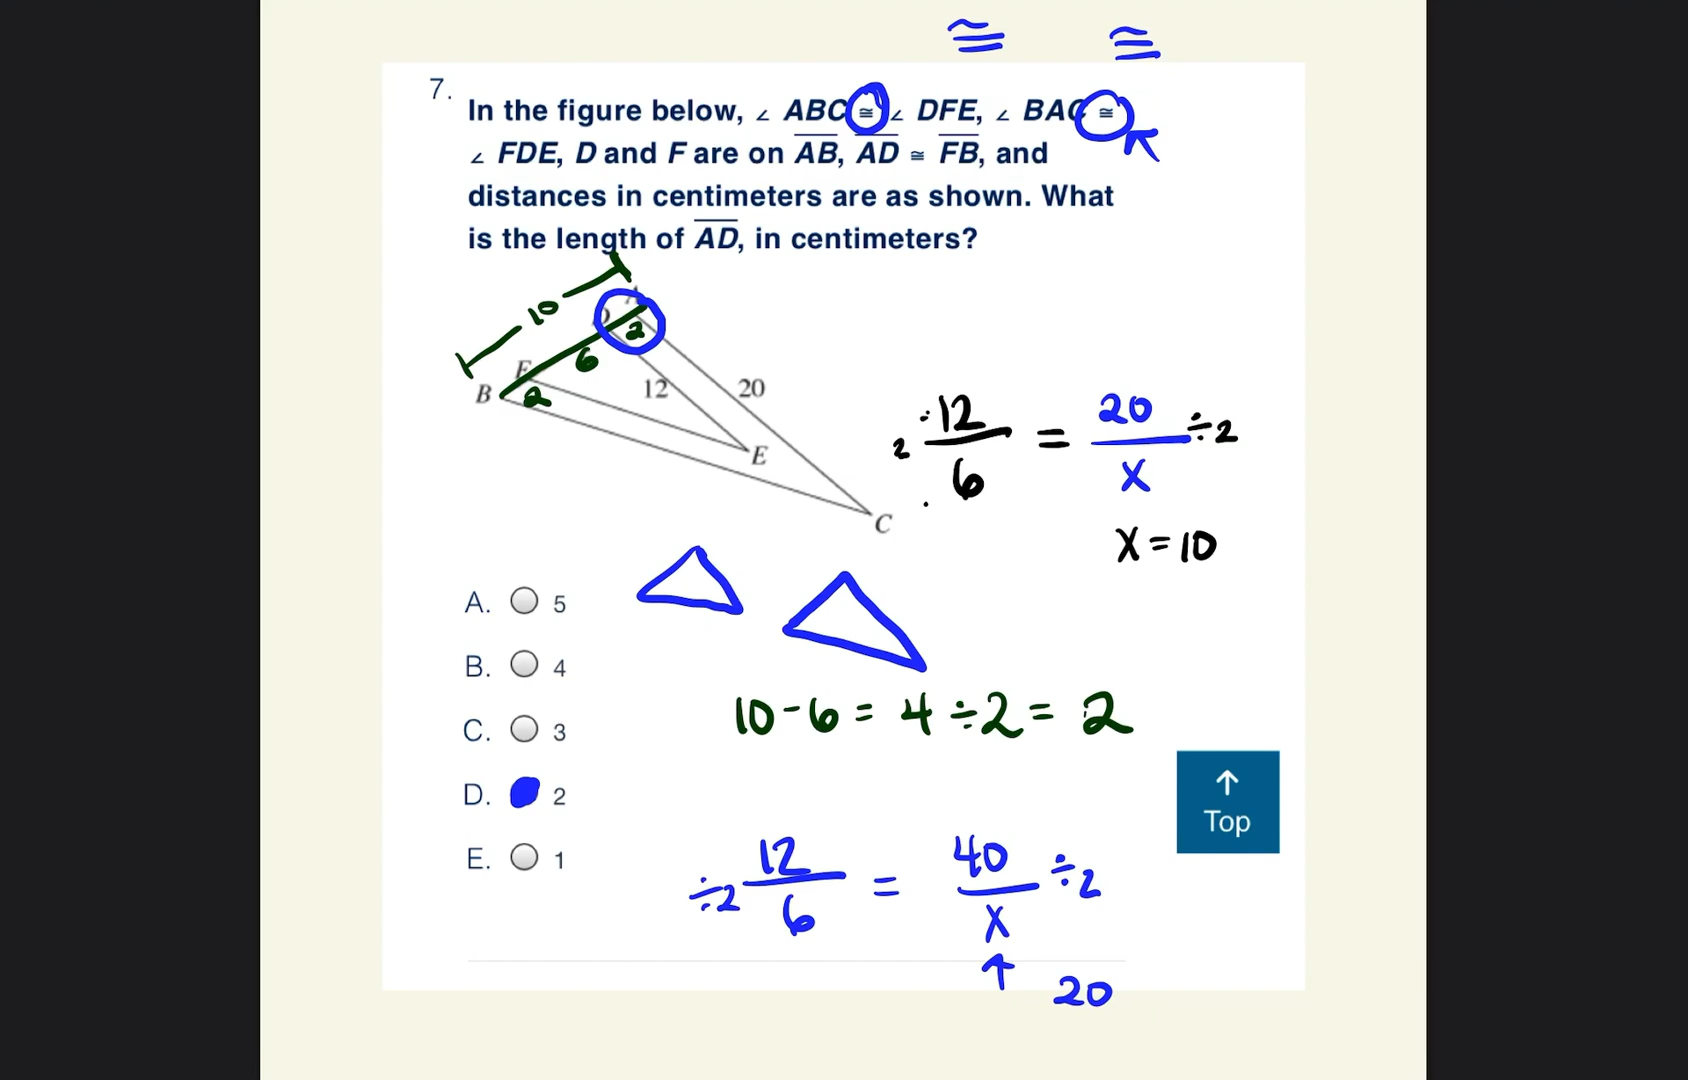 ≅ ≅
7.
In the figure below, ∠ ABC ≅ ∠ DFE, ∠ BAC ≅
∠ FDE, D and F are on AB, AD ≅ FB, and
distances in centimeters are as shown. What
is the length of AD, in centimeters?
10
A
D
2
6
F
B
2
12
20
E
C
12/6 = 20/x ÷2
2
x = 10
A. 5
B. 4
C. 3
D. 2
E. 1
10 - 6 = 4 ÷ 2 = 2
↑
Top
÷2 12/6 = 40/x ÷2
↑ 20